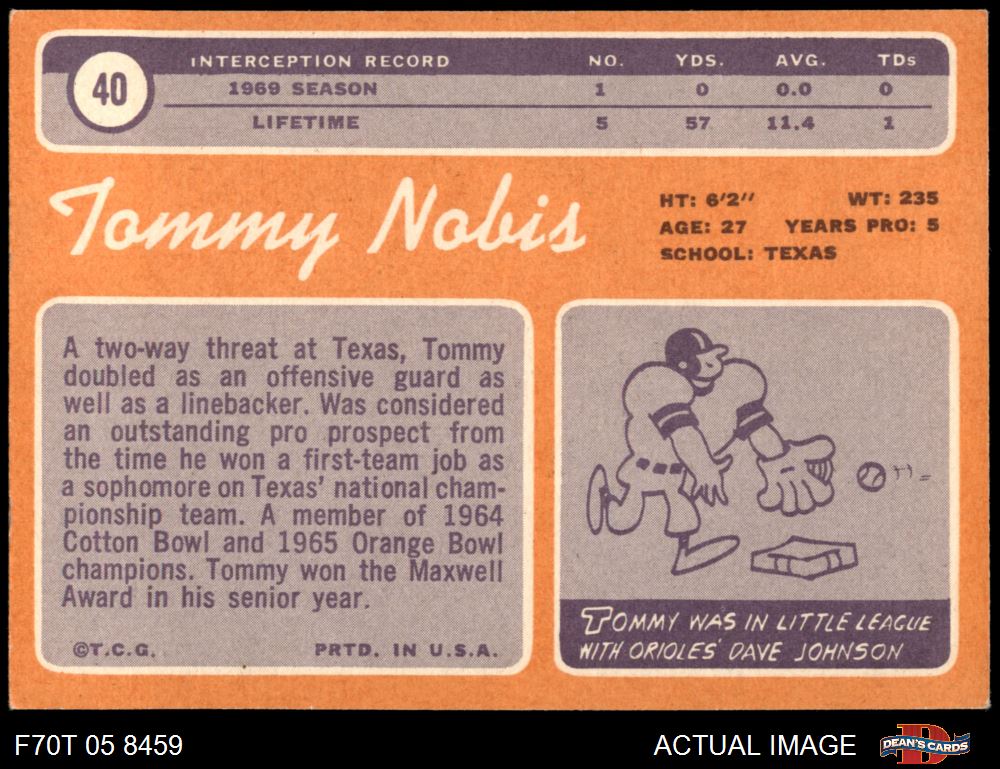 40
INTERCEPTION RECORD NO. YDS. AVG. TDs
1969 SEASON 1 0 0.0 0
LIFETIME 5 57 11.4 1
Tommy Nobis
HT: 6'2" WT: 235
AGE: 27 YEARS PRO: 5
SCHOOL: TEXAS
A two-way threat at Texas, Tommy
doubled as an offensive guard as
well as a linebacker. Was considered
an outstanding pro prospect from
the time he won a first-team job as
a sophomore on Texas' national cham-
pionship team. A member of 1964
Cotton Bowl and 1965 Orange Bowl
champions. Tommy won the Maxwell
Award in his senior year.
©T.C.G. PRTD. IN U.S.A.
TOMMY WAS IN LITTLE LEAGUE
WITH ORIOLES' DAVE JOHNSON
F70T 05 8459
ACTUAL IMAGE
D
DEAN'S CARDS